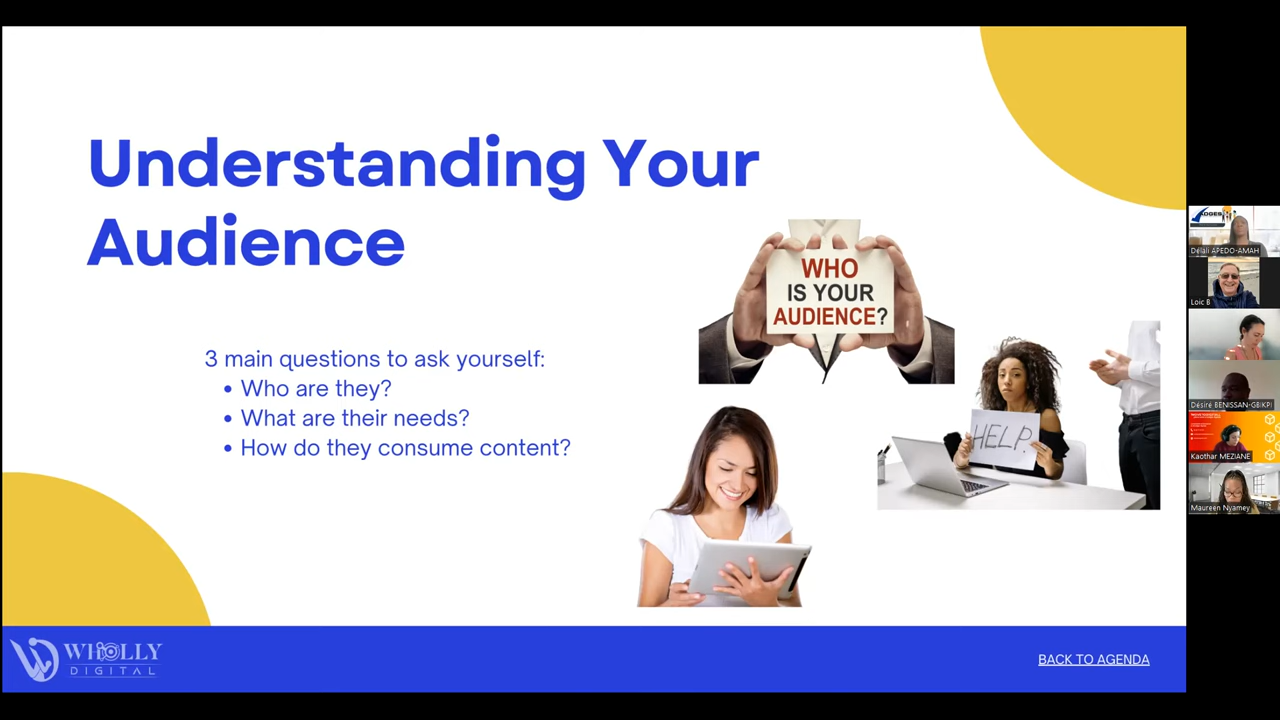 Understanding Your
Audience
3 main questions to ask yourself:
• Who are they?
• What are their needs?
• How do they consume content?
WHO
IS YOUR
AUDIENCE?
HELP.
WHOLLY
DIGITAL
BACK TO AGENDA
ADGES
Délali APEDO-AMAH
Loic B
Désiré BENISSAN-GBIKPI
Kaothar MEZIANE
Maureen Nyamey